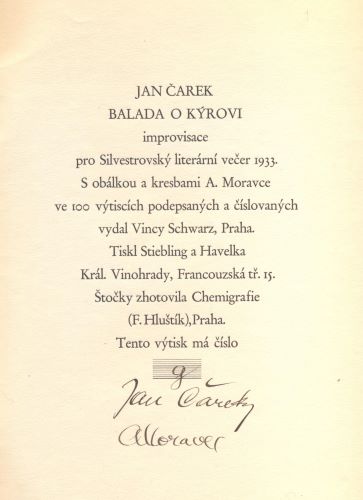 JAN ČAREK
BALADA O KÝROVI
improvisace
pro Silvestrovský literární večer 1933.
S obálkou a kresbami A. Moravce
ve 100 výtiscích podepsaných a číslovaných
vydal Vincy Schwarz, Praha.
Tiskl Stiebling a Havelka
Král. Vinohrady, Francouzská tř. 15.
Štočky zhotovila Chemigrafie
(F. Hluštík), Praha.
Tento výtisk má číslo
9
Jan Čarek
AMoravec